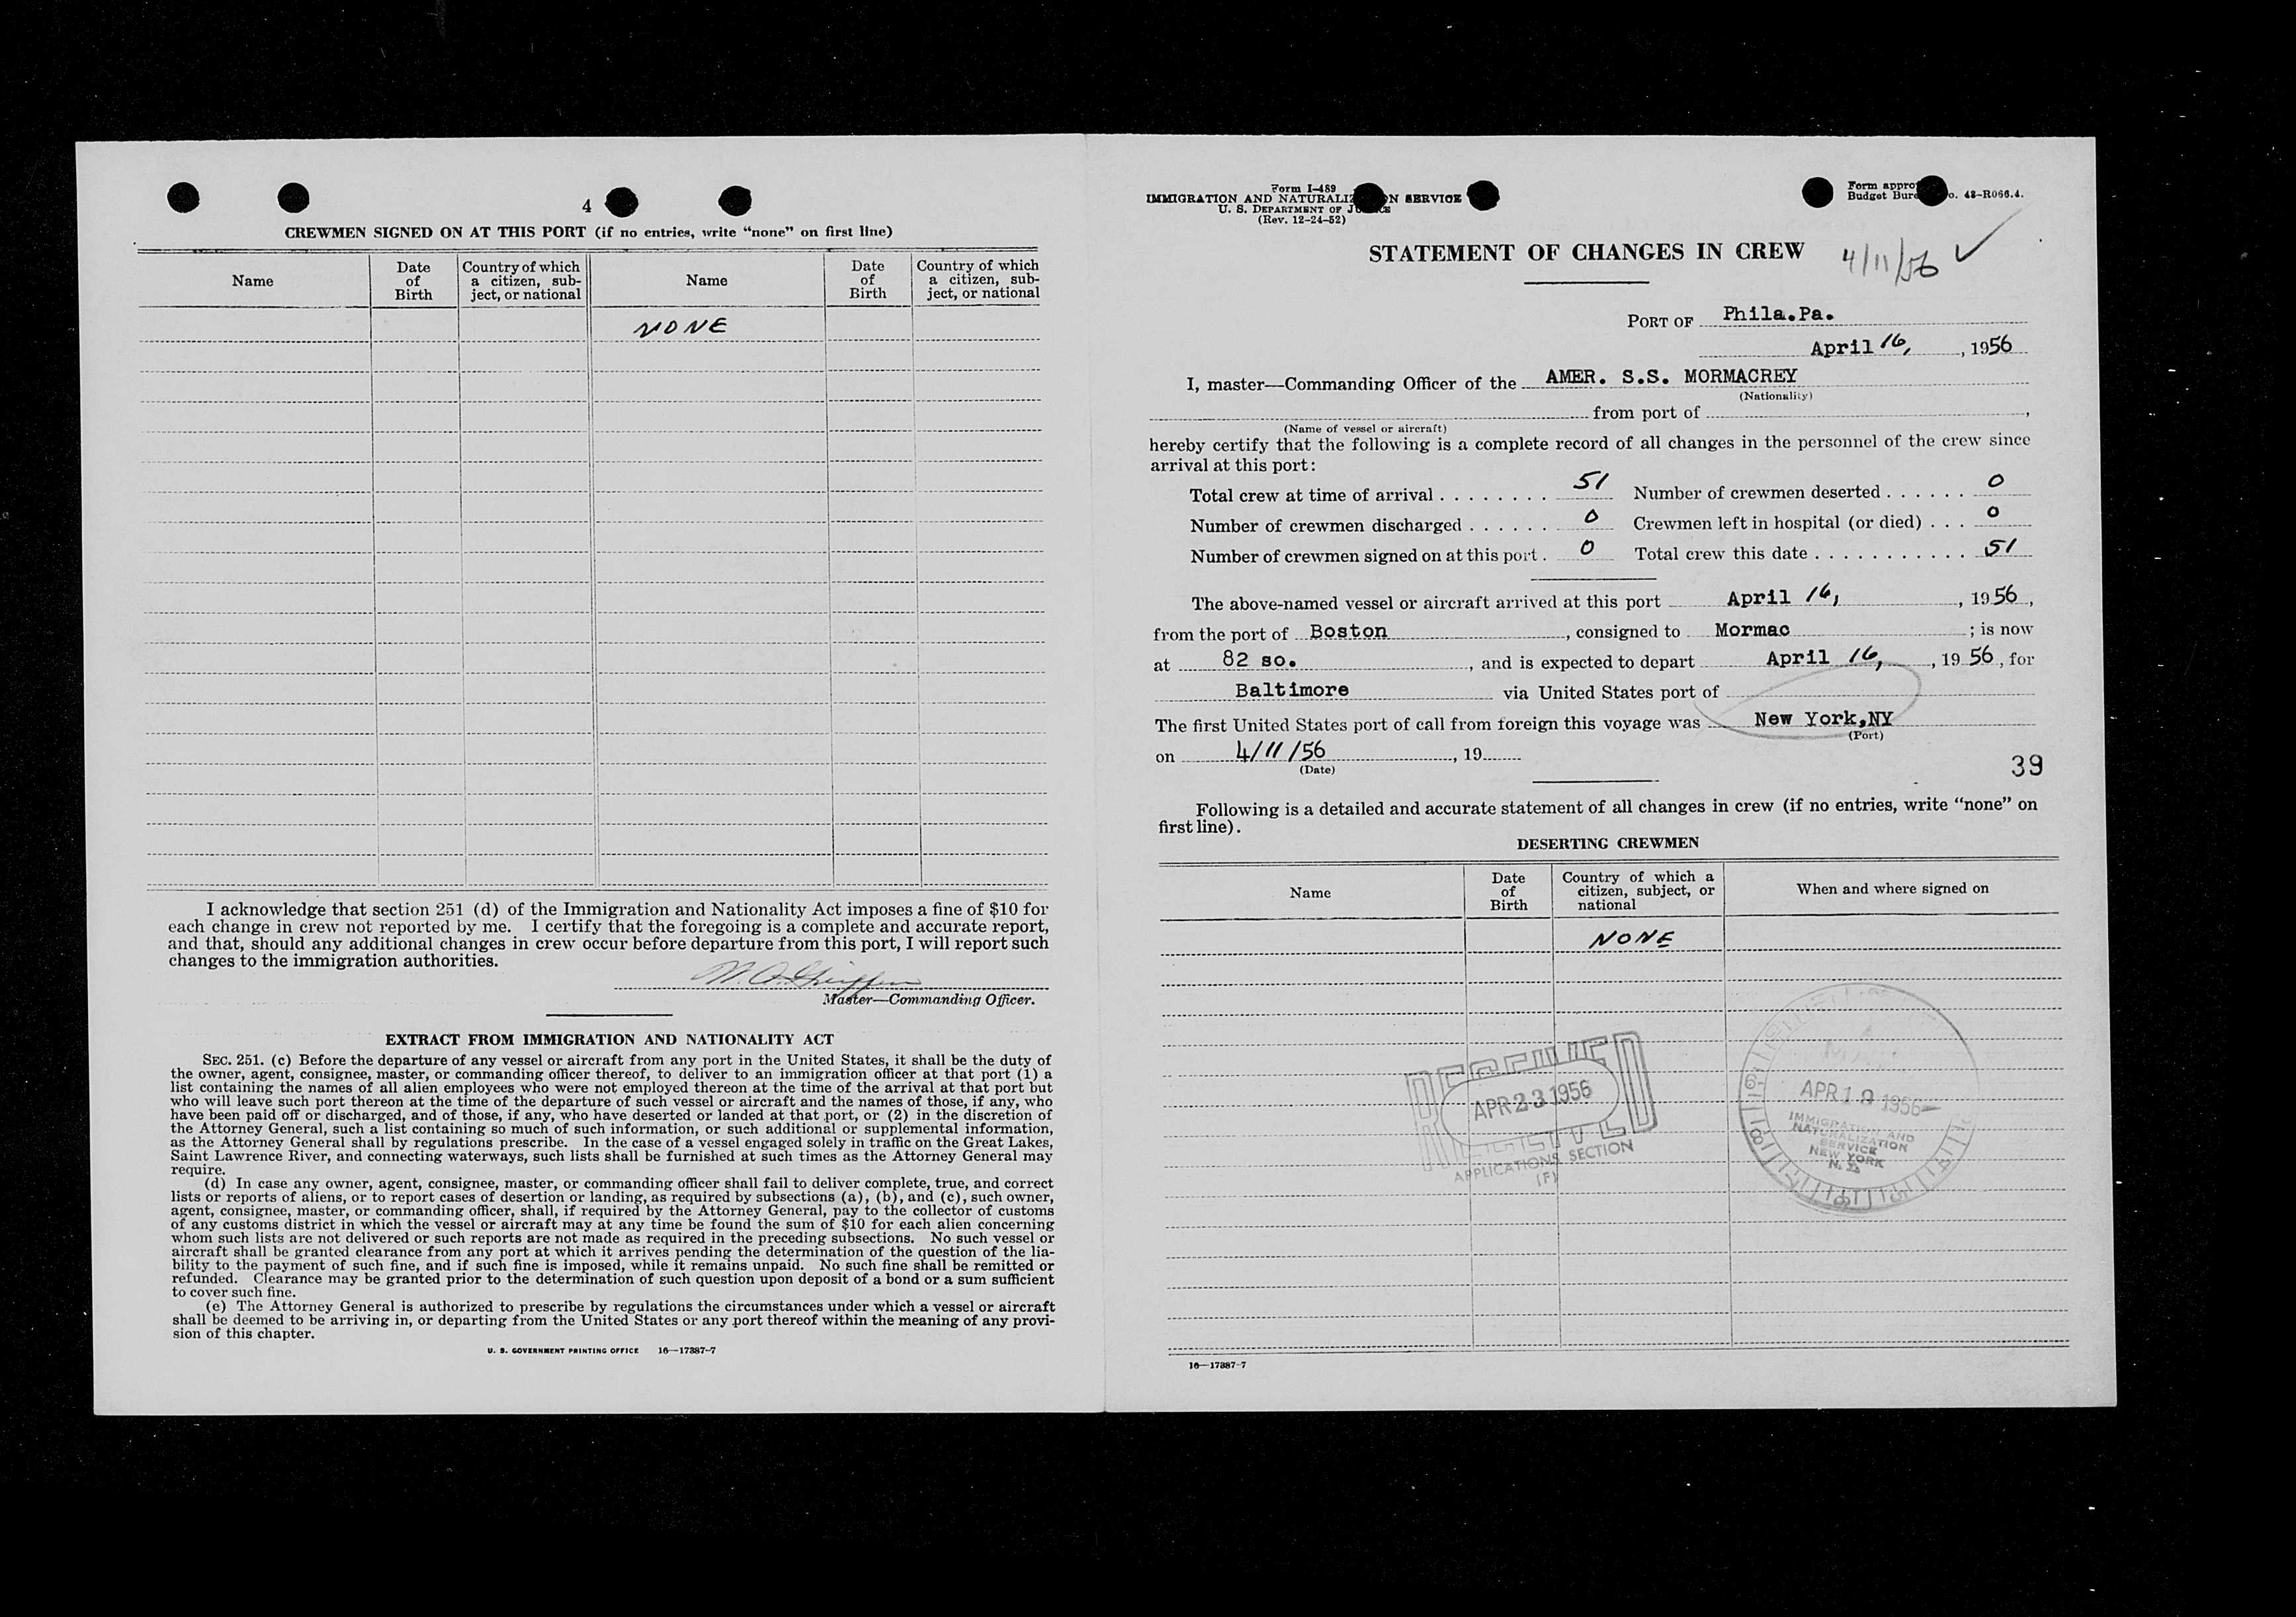 4
CREWMEN SIGNED ON AT THIS PORT (if no entries, write "none" on first line)
Name
Date of Birth
Country of which a citizen, subject, or national
Name
Date of Birth
Country of which a citizen, subject, or national
NONE
I acknowledge that section 251 (d) of the Immigration and Nationality Act imposes a fine of $10 for
each change in crew not reported by me. I certify that the foregoing is a complete and accurate report,
and that, should any additional changes in crew occur before departure from this port, I will report such
changes to the immigration authorities.
Master—Commanding Officer.
EXTRACT FROM IMMIGRATION AND NATIONALITY ACT
SEC. 251. (c) Before the departure of any vessel or aircraft from any port in the United States, it shall be the duty of
the owner, agent, consignee, master, or commanding officer thereof, to deliver to an immigration officer at that port (1) a
list containing the names of all alien employees who were not employed thereon at the time of the arrival at that port but
who will leave such port thereon at the time of the departure of such vessel or aircraft and the names of those, if any, who
have been paid off or discharged, and of those, if any, who have deserted or landed at that port, or (2) in the discretion of
the Attorney General, such a list containing so much of such information, or such additional or supplemental information,
as the Attorney General shall by regulations prescribe. In the case of a vessel engaged solely in traffic on the Great Lakes,
Saint Lawrence River, and connecting waterways, such lists shall be furnished at such times as the Attorney General may
require.
(d) In case any owner, agent, consignee, master, or commanding officer shall fail to deliver complete, true, and correct
lists or reports of aliens, or to report cases of desertion or landing, as required by subsections (a), (b), and (c), such owner,
agent, consignee, master, or commanding officer, shall, if required by the Attorney General, pay to the collector of customs
of any customs district in which the vessel or aircraft may at any time be found the sum of $10 for each alien concerning
whom such lists are not delivered or such reports are not made as required in the preceding subsections. No such vessel or
aircraft shall be granted clearance from any port at which it arrives pending the determination of the question of the lia-
bility to the payment of such fine, and if such fine is imposed, while it remains unpaid. No such fine shall be remitted or
refunded. Clearance may be granted prior to the determination of such question upon deposit of a bond or a sum sufficient
to cover such fine.
(e) The Attorney General is authorized to prescribe by regulations the circumstances under which a vessel or aircraft
shall be deemed to be arriving in, or departing from the United States or any port thereof within the meaning of any provi-
sion of this chapter.
U. S. GOVERNMENT PRINTING OFFICE 16—17387-7
Form I-489
IMMIGRATION AND NATURALIZ N SERVICE
U. S. DEPARTMENT OF J CE
(Rev. 12-24-52)
Form appro
Budget Bure o. 43-R066.4.
STATEMENT OF CHANGES IN CREW 4/11/56 ✓
PORT OF Phila.Pa.
April 16, , 1956
I, master—Commanding Officer of the AMER. S.S. MORMACREY
(Nationality)
from port of ,
(Name of vessel or aircraft)
hereby certify that the following is a complete record of all changes in the personnel of the crew since
arrival at this port:
Total crew at time of arrival . . . . . . . . 51 Number of crewmen deserted . . . . . . 0
Number of crewmen discharged . . . . . . 0 Crewmen left in hospital (or died) . . . 0
Number of crewmen signed on at this port . 0 Total crew this date . . . . . . . . . . . . 51
The above-named vessel or aircraft arrived at this port April 16, , 1956 ,
from the port of Boston , consigned to Mormac ; is now
at 82 so. , and is expected to depart April 16, , 1956 , for
Baltimore via United States port of
The first United States port of call from foreign this voyage was New York,NY
(Port)
on 4/11/56 , 19
(Date)
39
Following is a detailed and accurate statement of all changes in crew (if no entries, write "none" on
first line).
DESERTING CREWMEN
Name
Date of Birth
Country of which a citizen, subject, or national
When and where signed on
NONE
RECEIVED
APR 23 1956
APPLICATIONS SECTION
(F)
APR 1 1956
IMMIGRATION AND
NATURALIZATION
SERVICE
NEW YORK
16—17387-7